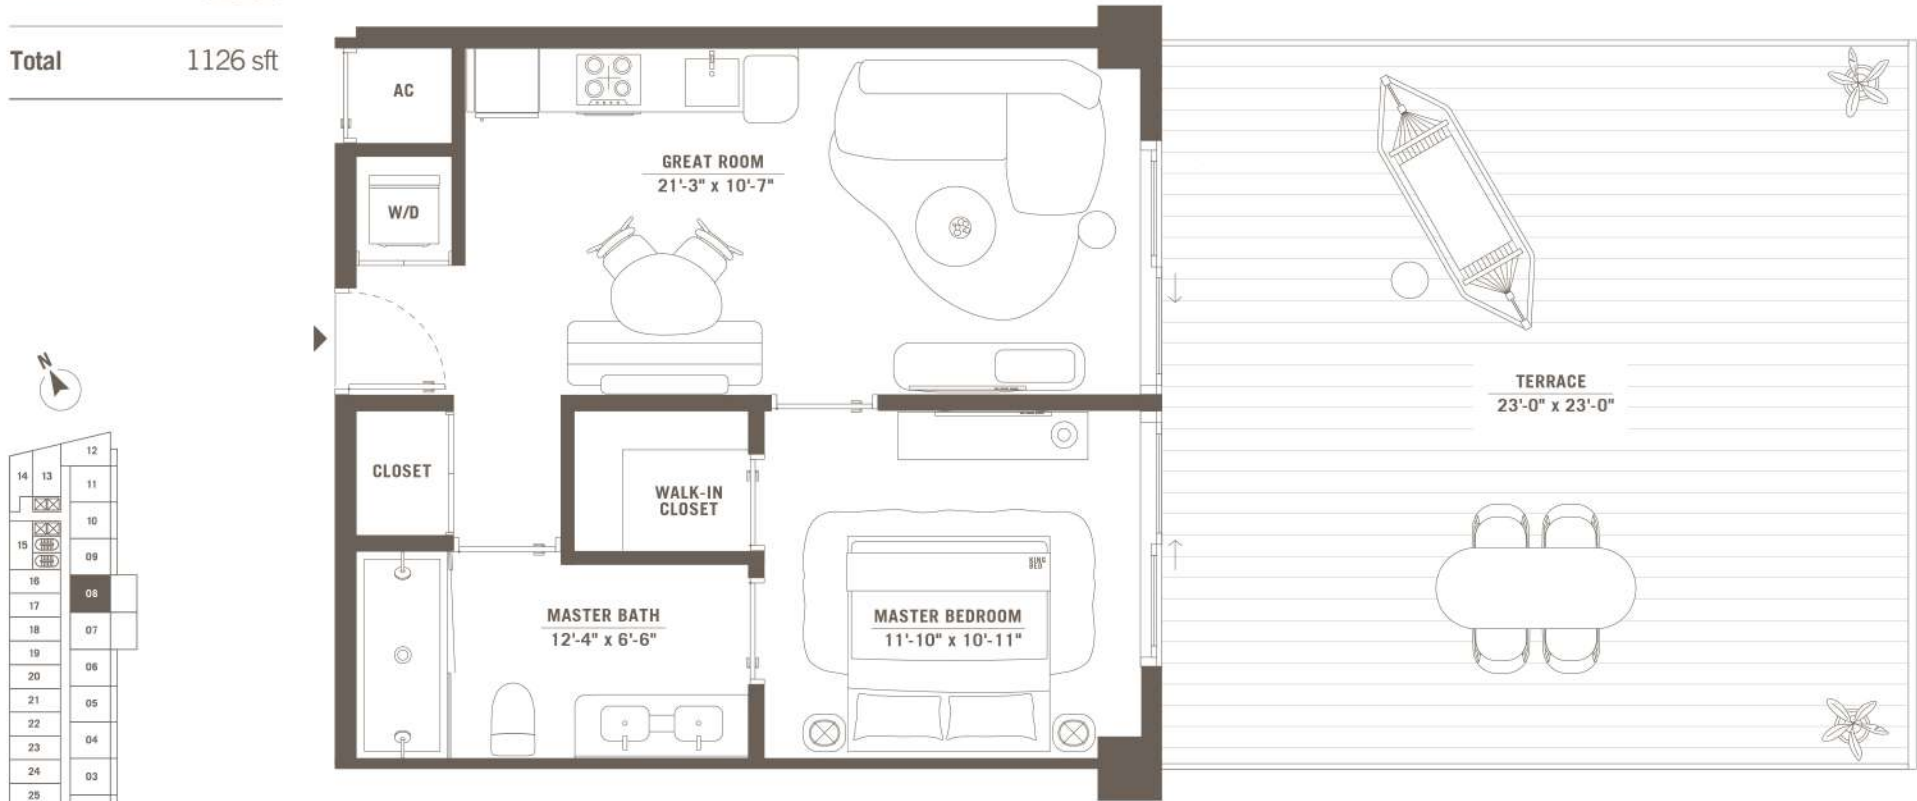 Total 1126 sft
AC
W/D
GREAT ROOM
21'-3" x 10'-7"
TERRACE
23'-0" x 23'-0"
CLOSET
WALK-IN
CLOSET
KING
BED
MASTER BATH
12'-4" x 6'-6"
MASTER BEDROOM
11'-10" x 10'-11"
N
12
14 13
11
10
15
09
16
08
17
18
07
19
06
20
21
05
22
04
23
24
03
25